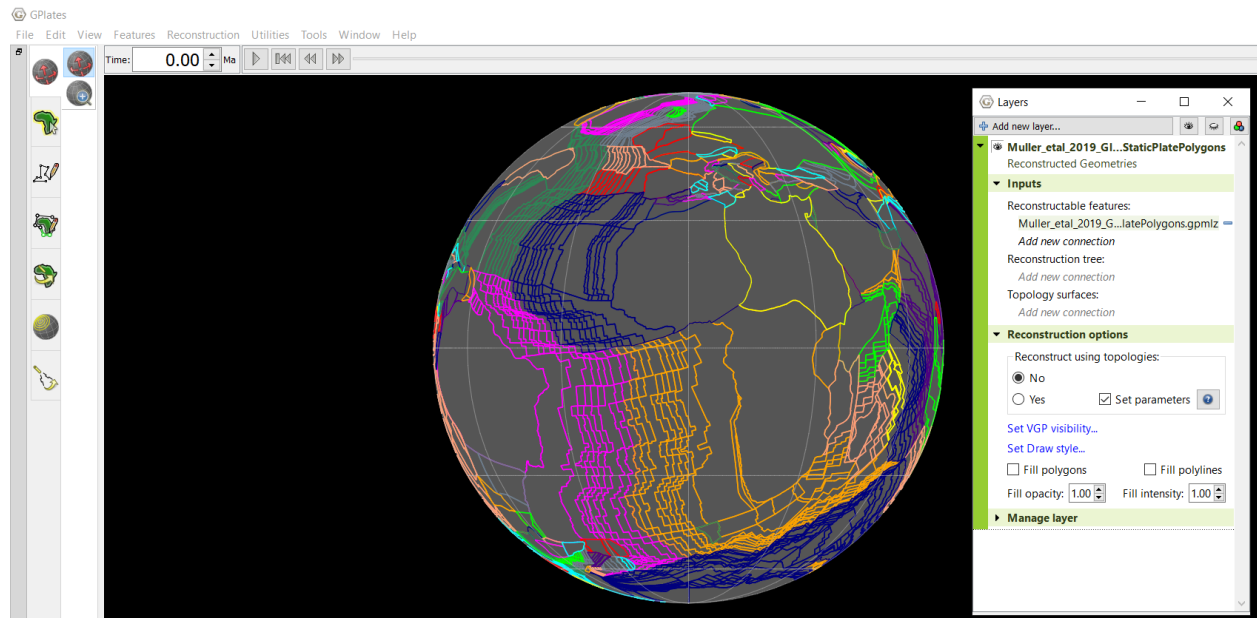 GPlates
File Edit View Features Reconstruction Utilities Tools Window Help
Time: 0.00 Ma
Layers
Add new layer...
Muller_etal_2019_Gl...StaticPlatePolygons
Reconstructed Geometries
Inputs
Reconstructable features:
Muller_etal_2019_G...latePolygons.gpmlz
Add new connection
Reconstruction tree:
Add new connection
Topology surfaces:
Add new connection
Reconstruction options
Reconstruct using topologies:
No
Yes Set parameters
Set VGP visibility...
Set Draw style...
Fill polygons Fill polylines
Fill opacity: 1.00 Fill intensity: 1.00
Manage layer